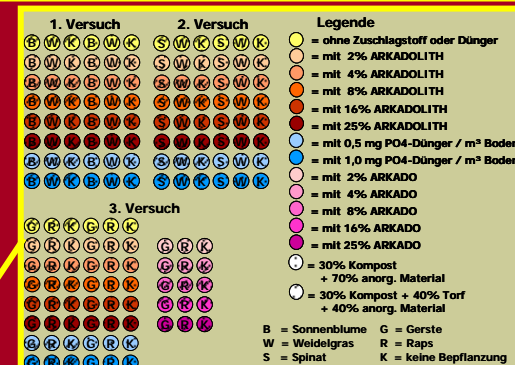 1. Versuch 2. Versuch Legende
B W K B W K S W K S W K = ohne Zuschlagstoff oder Dünger
B W K B W K S W K S W K = mit 2% ARKADOLITH
B W K B W K S W K S W K = mit 4% ARKADOLITH
B W K B W K S W K S W K = mit 8% ARKADOLITH
B W K B W K S W K S W K = mit 16% ARKADOLITH
B W K B W K S W K S W K = mit 25% ARKADOLITH
B W K B W K S W K S W K = mit 0,5 mg PO4-Dünger / m³ Boden
B W K B W K S W K S W K = mit 1,0 mg PO4-Dünger / m³ Boden
= mit 2% ARKADO
= mit 4% ARKADO
3. Versuch = mit 8% ARKADO
G R K G R K = mit 16% ARKADO
G R K G R K G R K = mit 25% ARKADO
G R K G R K G R K = 30% Kompost
+ 70% anorg. Material
G R K G R K G R K = 30% Kompost + 40% Torf
G R K G R K G R K + 40% anorg. Material
G R K G R K G R K B = Sonnenblume G = Gerste
G R K G R K W = Weidelgras R = Raps
G R K G R K S = Spinat K = keine Bepflanzung